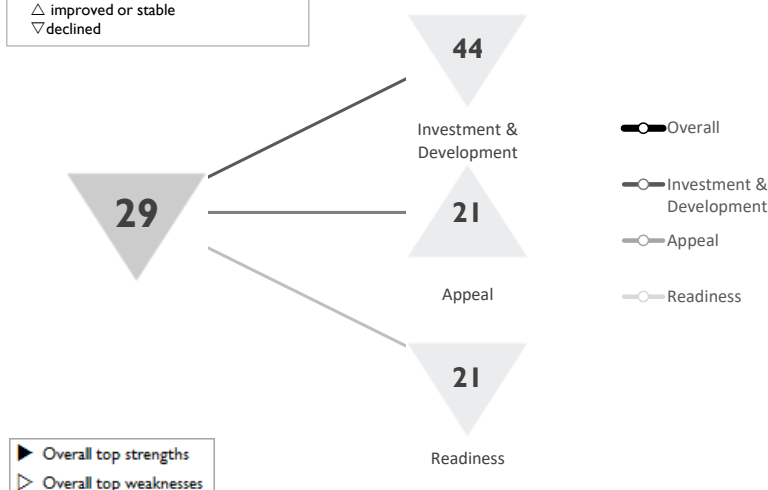 △ improved or stable
▽ declined
44
Investment &
Development
29
21
Appeal
21
Readiness
Overall
Investment &
Development
Appeal
Readiness
▶ Overall top strengths
▷ Overall top weaknesses